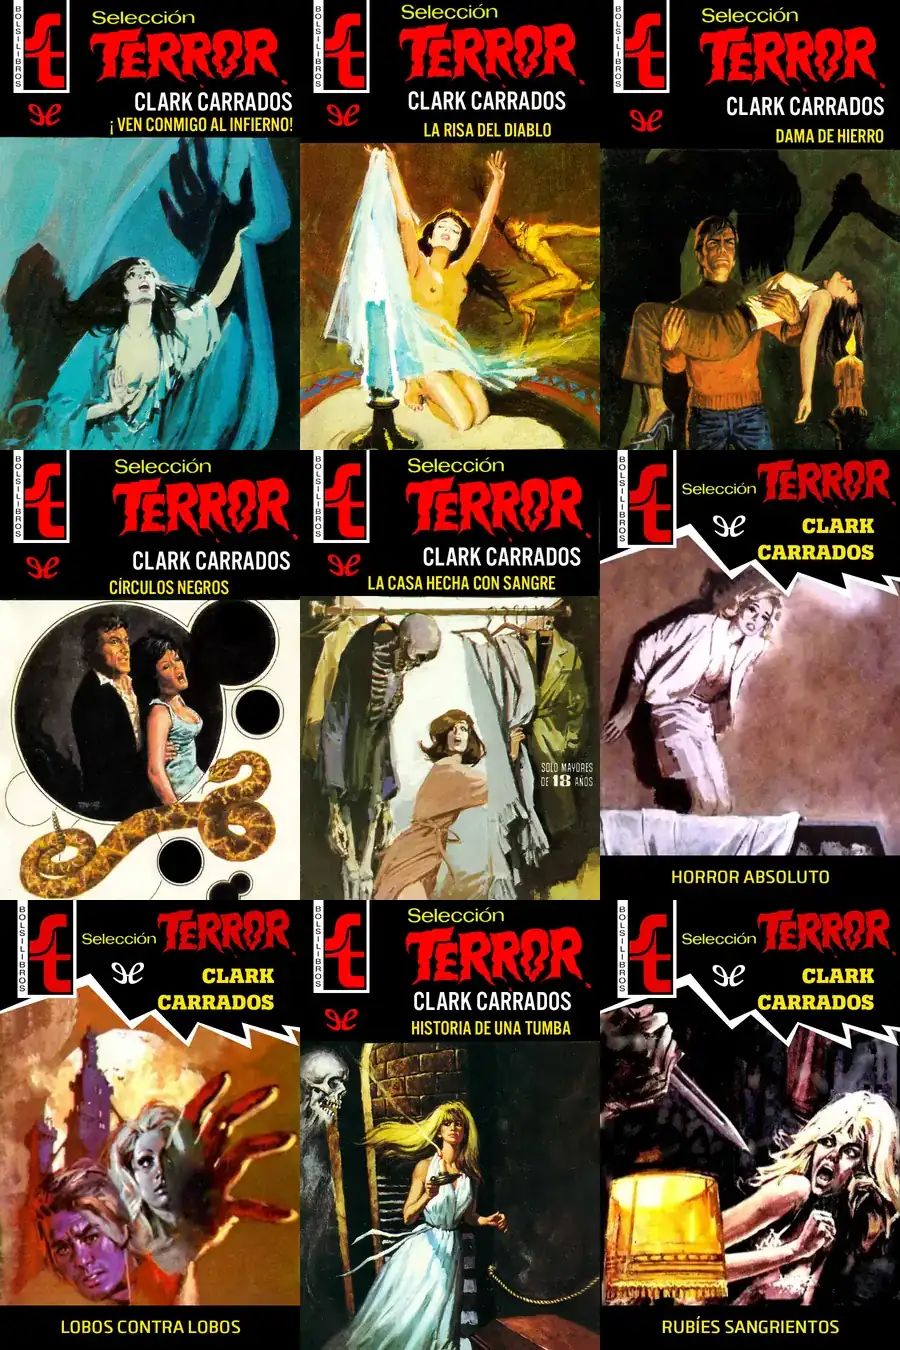 BOLSILIBROS
Selección
TERROR
CLARK CARRADOS
¡VEN CONMIGO AL INFIERNO!
BOLSILIBROS
Selección
TERROR
CLARK CARRADOS
LA RISA DEL DIABLO
BOLSILIBROS
Selección
TERROR
CLARK CARRADOS
DAMA DE HIERRO
BOLSILIBROS
Selección
TERROR
CLARK CARRADOS
CÍRCULOS NEGROS
BOLSILIBROS
Selección
TERROR
CLARK CARRADOS
LA CASA HECHA CON SANGRE
SOLO MAYORES
DE 18 AÑOS
BOLSILIBROS
Selección TERROR
CLARK
CARRADOS
HORROR ABSOLUTO
BOLSILIBROS
Selección TERROR
CLARK
CARRADOS
LOBOS CONTRA LOBOS
BOLSILIBROS
Selección
TERROR
CLARK CARRADOS
HISTORIA DE UNA TUMBA
BOLSILIBROS
Selección TERROR
CLARK
CARRADOS
RUBÍES SANGRIENTOS